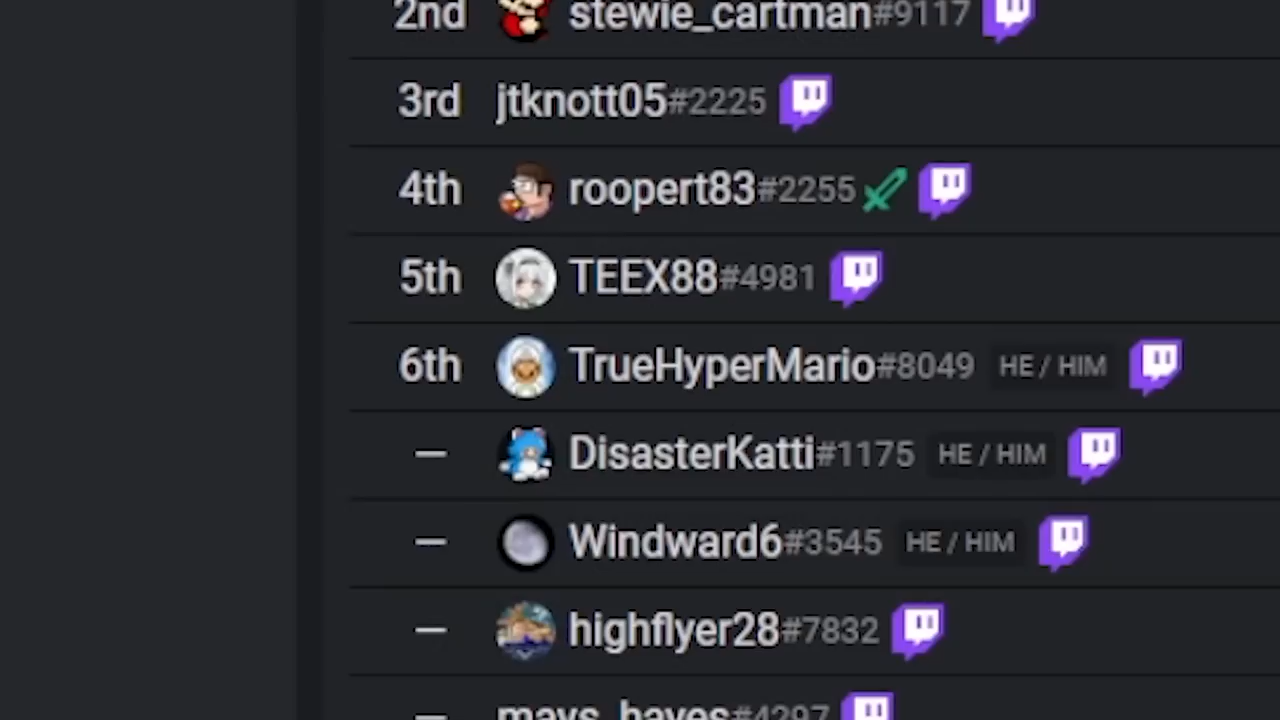 2nd stewie_cartman#9117
3rd jtknott05#2225
4th roopert83#2255
5th TEEX88#4981
6th TrueHyperMario#8049 HE / HIM
— DisasterKatti#1175 HE / HIM
— Windward6#3545 HE / HIM
— highflyer28#7832
— mays_hayes#4297